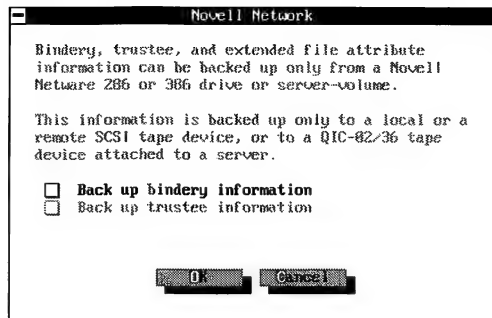 Novell Network
Bindery, trustee, and extended file attribute
information can be backed up only from a Novell
Netware 286 or 386 drive or server-volume.
This information is backed up only to a local or a
remote SCSI tape device, or to a QIC-02/36 tape
device attached to a server.
Back up bindery information
Back up trustee information
OK Cancel